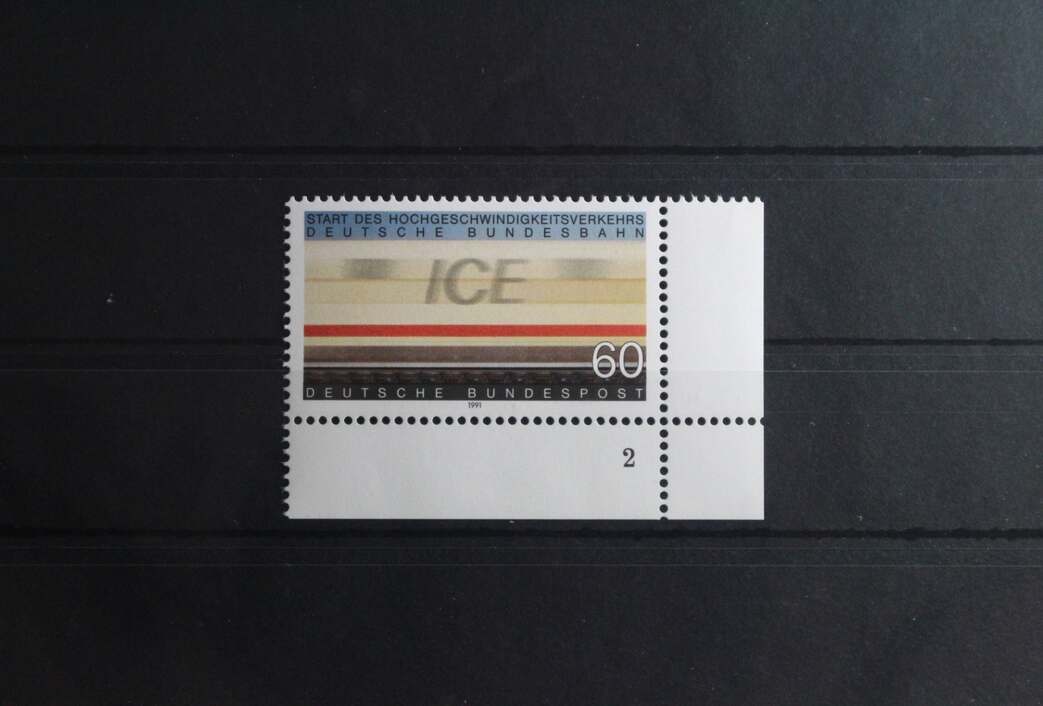 START DES HOCHGESCHWINDIGKEITSVERKEHRS
DEUTSCHE BUNDESBAHN
ICE
60
DEUTSCHE BUNDESPOST
1991
2